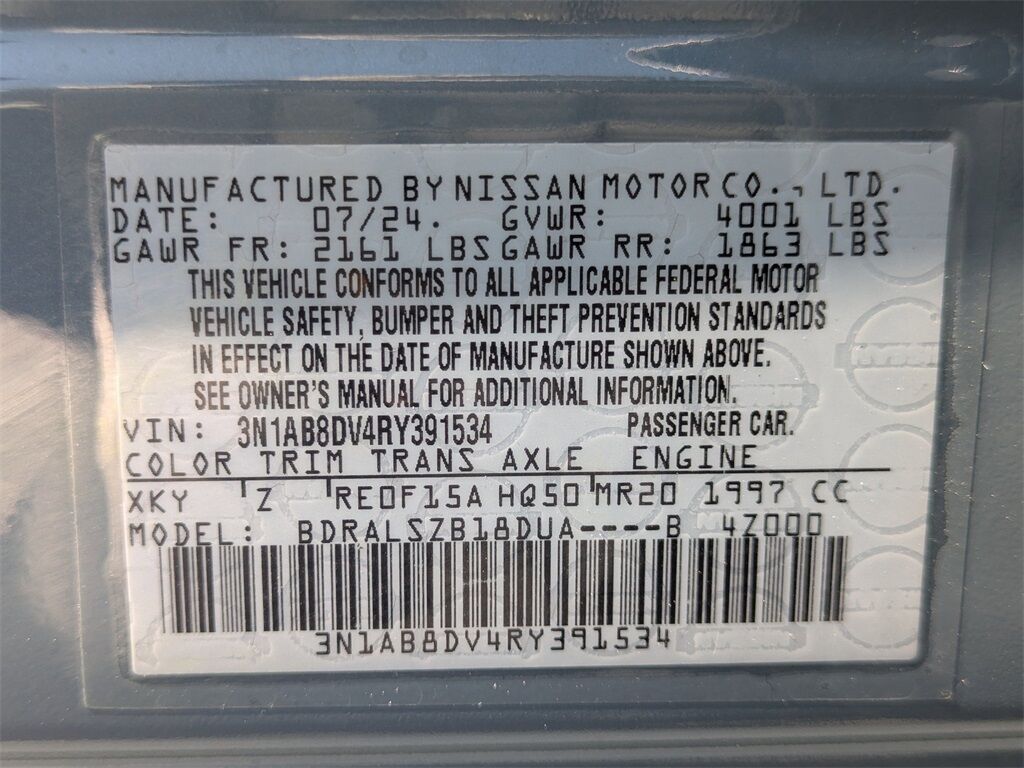 MANUFACTURED BY NISSAN MOTOR CO., LTD.
DATE: 07/24. GVWR: 4001 LBS
GAWR FR: 2161 LBS GAWR RR: 1863 LBS
THIS VEHICLE CONFORMS TO ALL APPLICABLE FEDERAL MOTOR
VEHICLE SAFETY, BUMPER AND THEFT PREVENTION STANDARDS
IN EFFECT ON THE DATE OF MANUFACTURE SHOWN ABOVE.
SEE OWNER'S MANUAL FOR ADDITIONAL INFORMATION.
VIN: 3N1AB8DV4RY391534 PASSENGER CAR.
COLOR TRIM TRANS AXLE ENGINE
XKY Z RE0F15A HQ50 MR20 1997 CC
MODEL: BDRALSZB18DUA----B 4Z000
3N1AB8DV4RY391534